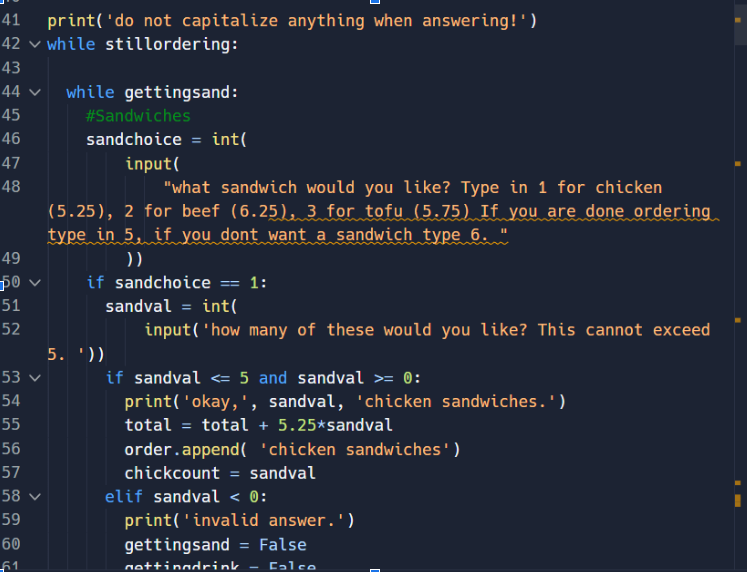 41 print('do not capitalize anything when answering!')
42 while stillordering:
43
44 while gettingsand:
45 #Sandwiches
46 sandchoice = int(
47 input(
48 "what sandwich would you like? Type in 1 for chicken
(5.25), 2 for beef (6.25), 3 for tofu (5.75) If you are done ordering
type in 5, if you dont want a sandwich type 6. "
49 ))
50 if sandchoice == 1:
51 sandval = int(
52 input('how many of these would you like? This cannot exceed
5. '))
53 if sandval <= 5 and sandval >= 0:
54 print('okay,', sandval, 'chicken sandwiches.')
55 total = total + 5.25*sandval
56 order.append( 'chicken sandwiches')
57 chickcount = sandval
58 elif sandval < 0:
59 print('invalid answer.')
60 gettingsand = False
61 gettingdrink = False